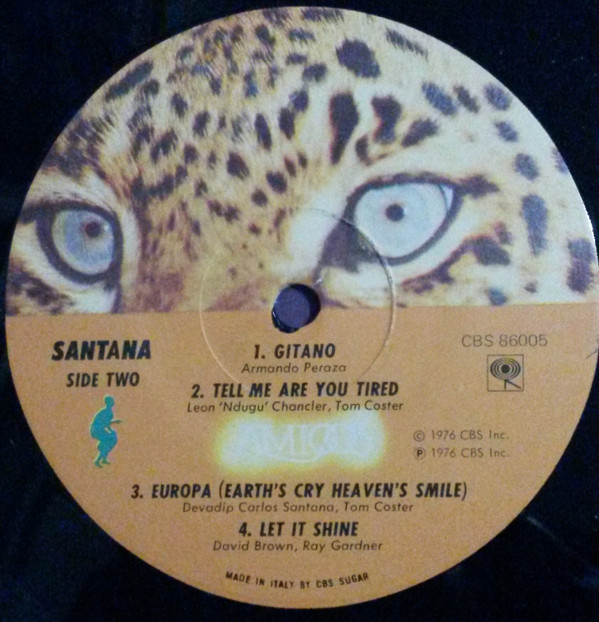 SANTANA
SIDE TWO
CBS 86005
1. GITANO
Armando Peraza
2. TELL ME ARE YOU TIRED
Leon 'Ndugu' Chancler, Tom Coster
AMIGOS
© 1976 CBS Inc.
℗ 1976 CBS Inc.
3. EUROPA (EARTH'S CRY HEAVEN'S SMILE)
Devadip Carlos Santana, Tom Coster
4. LET IT SHINE
David Brown, Ray Gardner
MADE IN ITALY BY CBS SUGAR